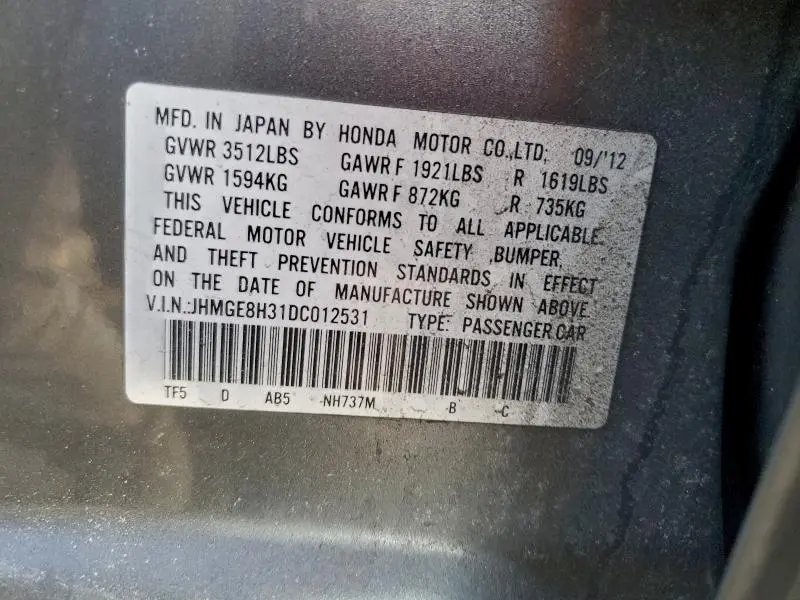 MFD. IN JAPAN BY HONDA MOTOR CO.,LTD; 09/'12
GVWR 3512LBS GAWR F 1921LBS R 1619LBS
GVWR 1594KG GAWR F 872KG R 735KG
THIS VEHICLE CONFORMS TO ALL APPLICABLE
FEDERAL MOTOR VEHICLE SAFETY ,BUMPER,
AND THEFT PREVENTION STANDARDS IN EFFECT
ON THE DATE OF MANUFACTURE SHOWN ABOVE.
V.I.N.:JHMGE8H31DC012531 TYPE: PASSENGER CAR
TF5 D AB5 NH737M B C